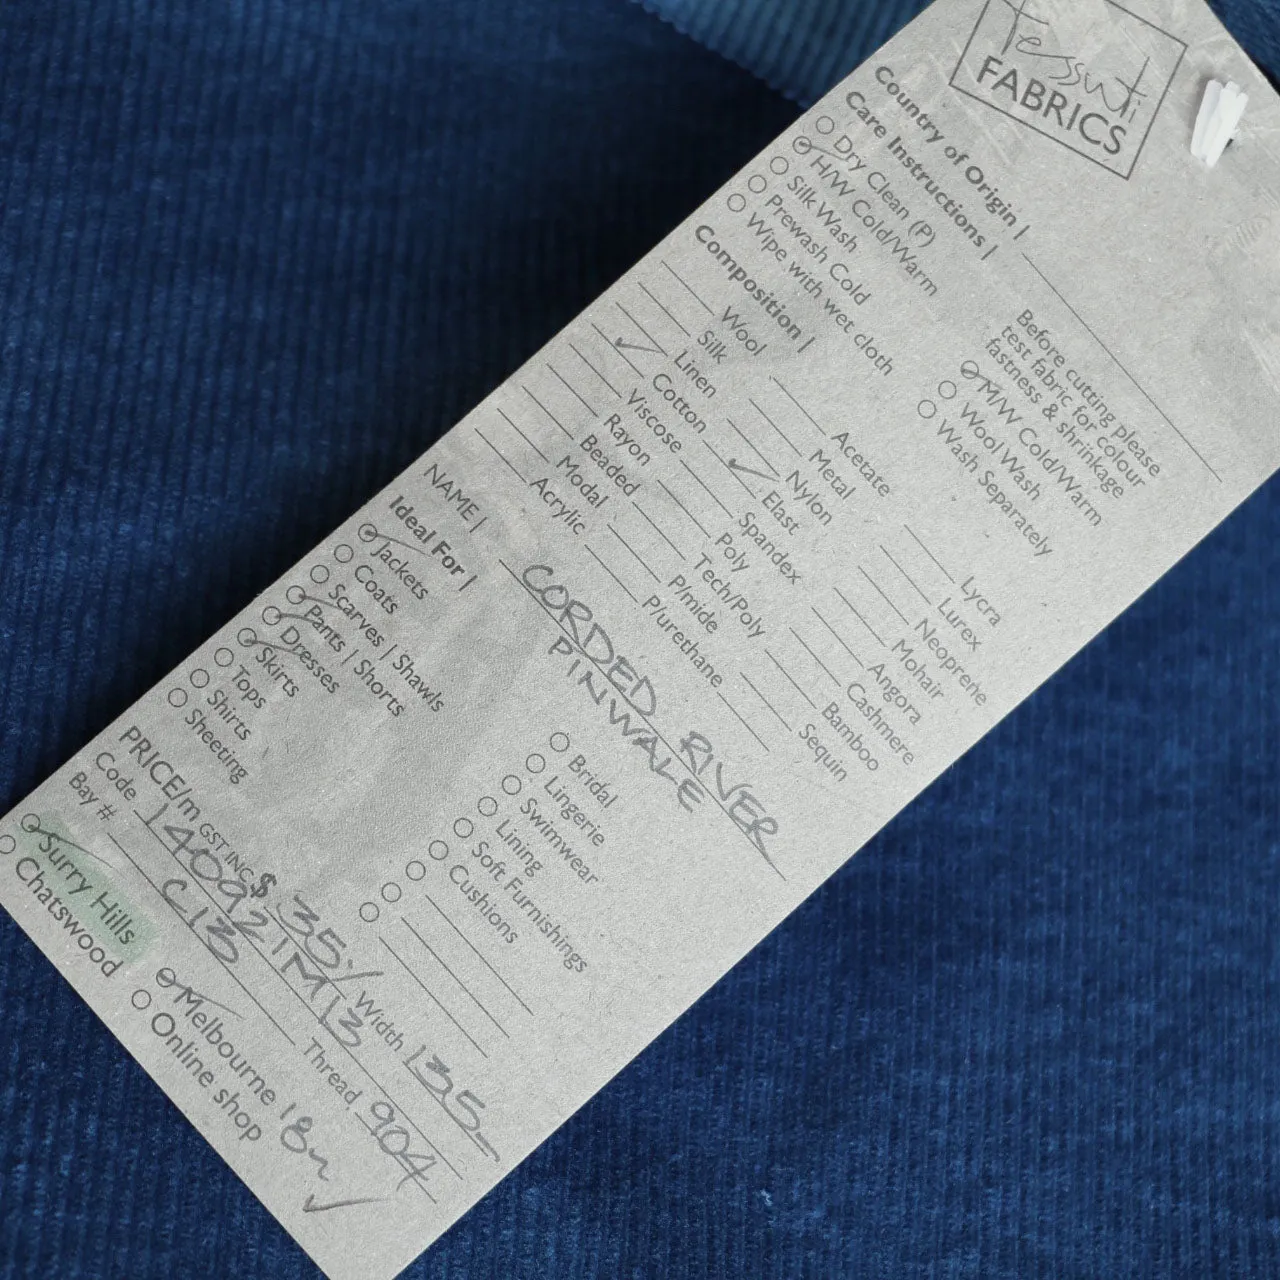 Tessuti
FABRICS
Country of Origin |
Care Instructions |
Dry Clean (P)
H/W Cold/Warm
Silk Wash
Prewash Cold
Wipe with wet cloth
Before cutting please
test fabric for colour
fastness & shrinkage
M/W Cold/Warm
Wool Wash
Wash Separately
Composition |
Wool
Silk
Linen
Cotton
Viscose
Rayon
Beaded
Modal
Acrylic
Acetate
Metal
Nylon
Elast
Spandex
Poly
Tech/Poly
P/mide
P/urethane
Lycra
Lurex
Neoprene
Mohair
Angora
Cashmere
Bamboo
Sequin
NAME | CORDED RIVER
PINWALE
Ideal For |
Jackets
Coats
Scarves | Shawls
Pants | Shorts
Dresses
Skirts
Tops
Shirts
Sheeting
Bridal
Lingerie
Swimwear
Lining
Soft Furnishings
Cushions
PRICE/m GST INC. $ 35 Width 135
Code 140921M13
Bay # C13 Thread 904
Surry Hills
Chatswood
Melbourne 18m ✓
Online shop